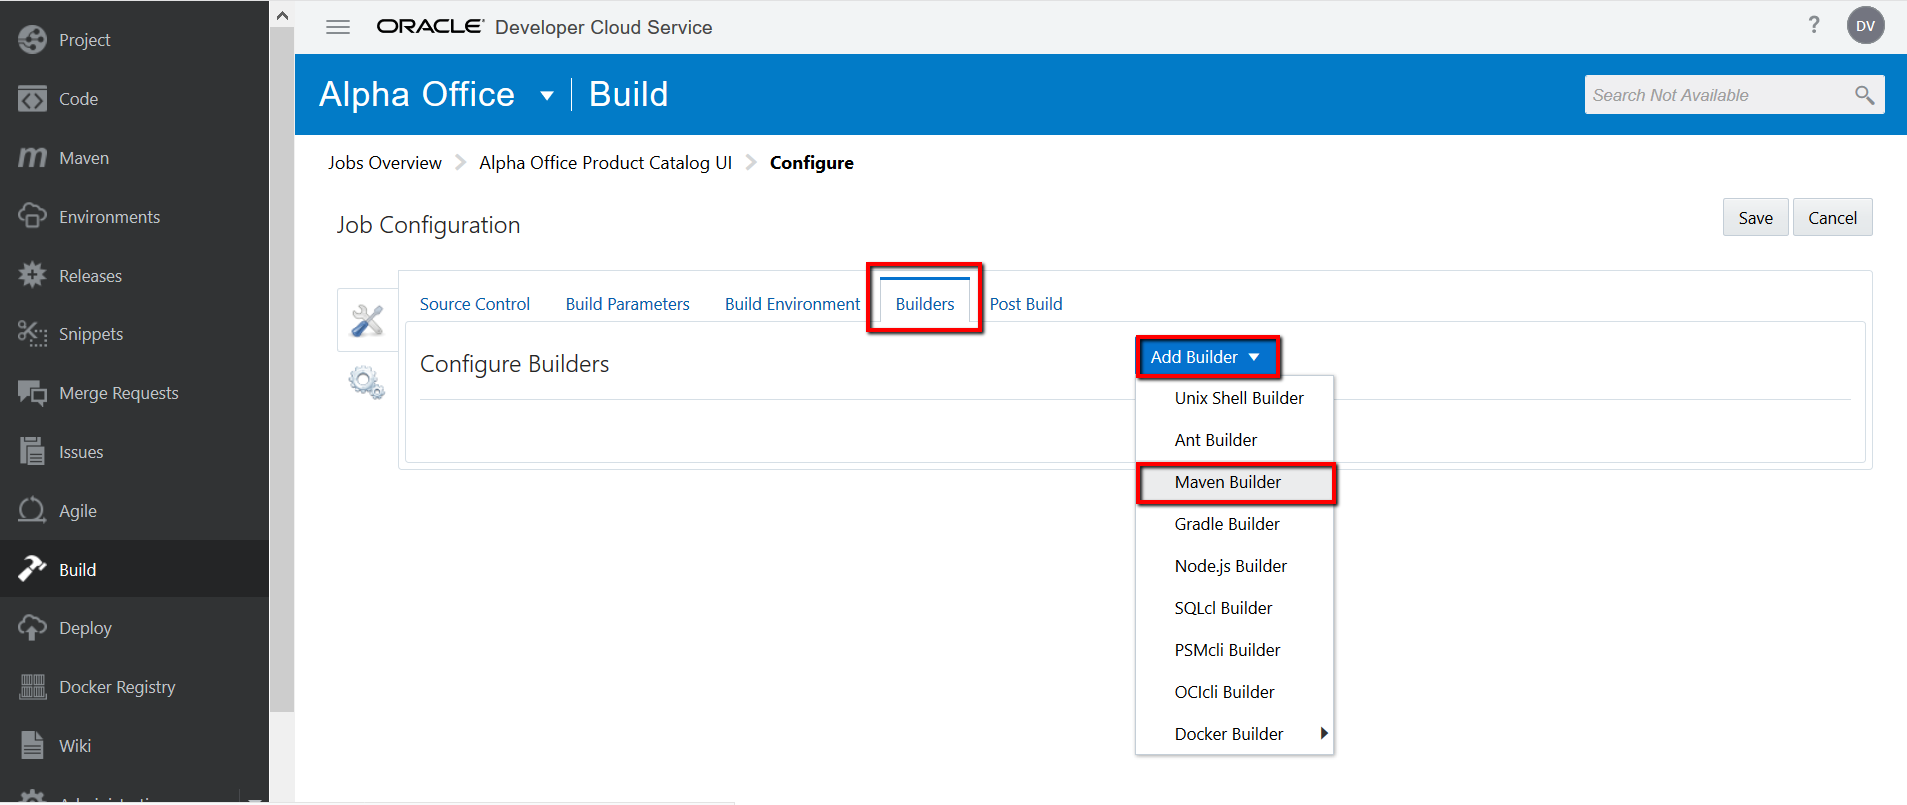 Project
Code
Maven
Environments
Releases
Snippets
Merge Requests
Issues
Agile
Build
Deploy
Docker Registry
Wiki
ORACLE Developer Cloud Service
?
DV
Alpha Office
Build
Search Not Available
Jobs Overview
Alpha Office Product Catalog UI
Configure
Job Configuration
Save
Cancel
Source Control
Build Parameters
Build Environment
Builders
Post Build
Configure Builders
Add Builder
Unix Shell Builder
Ant Builder
Maven Builder
Gradle Builder
Node.js Builder
SQLcl Builder
PSMcli Builder
OCIcli Builder
Docker Builder